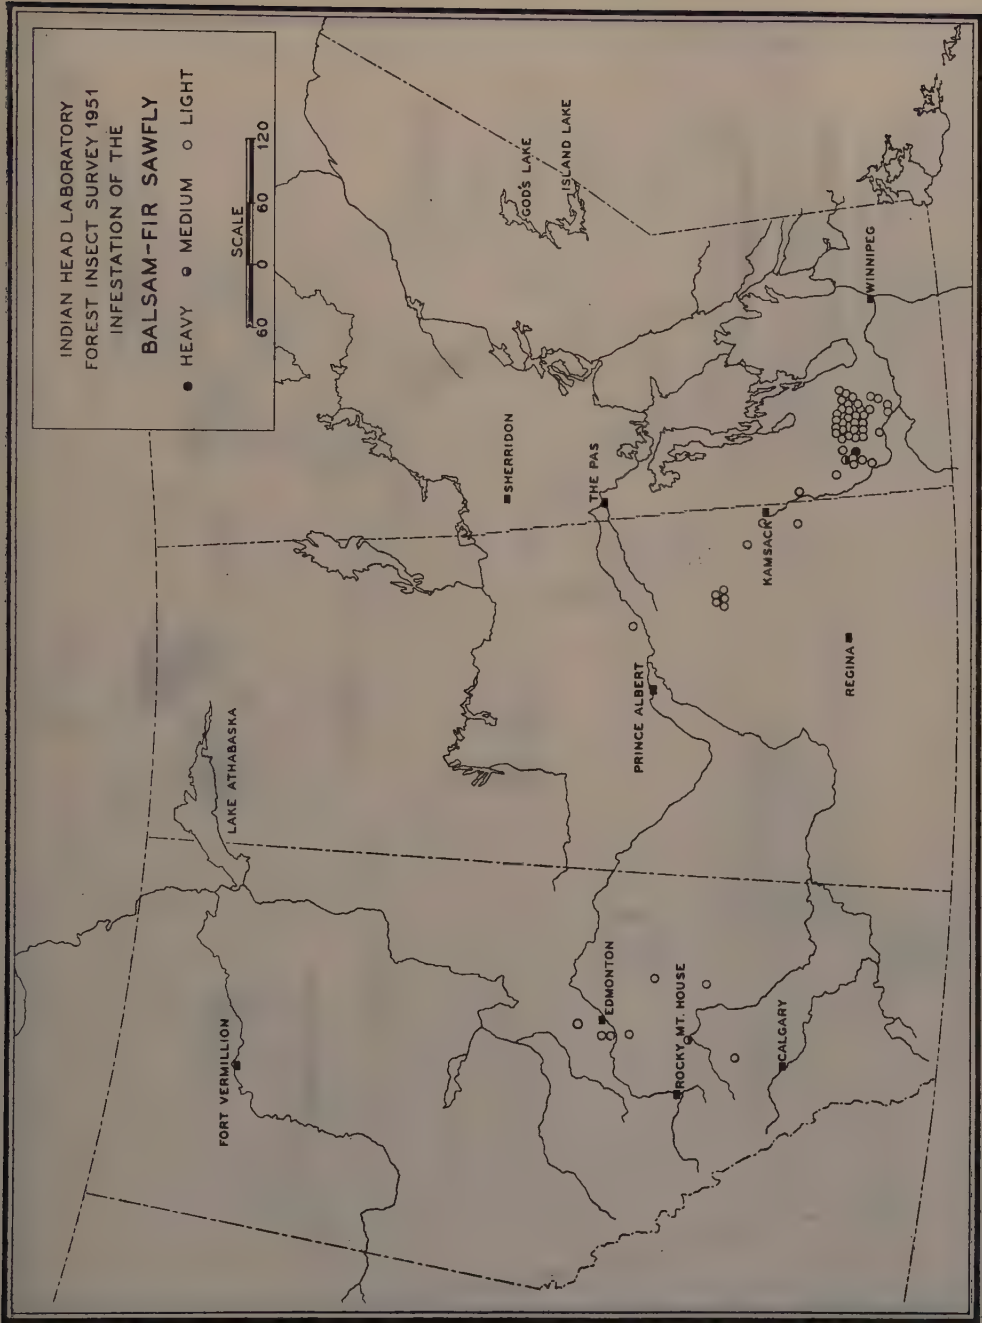 INDIAN HEAD LABORATORY
FOREST INSECT SURVEY 1951
INFESTATION OF THE
BALSAM-FIR SAWFLY
HEAVY MEDIUM LIGHT
SCALE
60 0 60 120
FORT VERMILLION
LAKE ATHABASKA
SHERRIDON
GODS LAKE
ISLAND LAKE
EDMONTON
PRINCE ALBERT
THE PAS
ROCKY MT. HOUSE
KAMSACK
CALGARY
REGINA
WINNIPEG